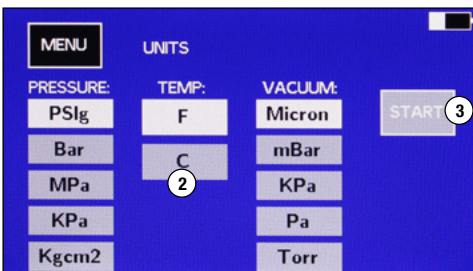 MENU UNITS
PRESSURE: TEMP: VACUUM:
PSIg F Micron START 3
Bar C mBar
2
MPa KPa
KPa Pa
Kgcm2 Torr